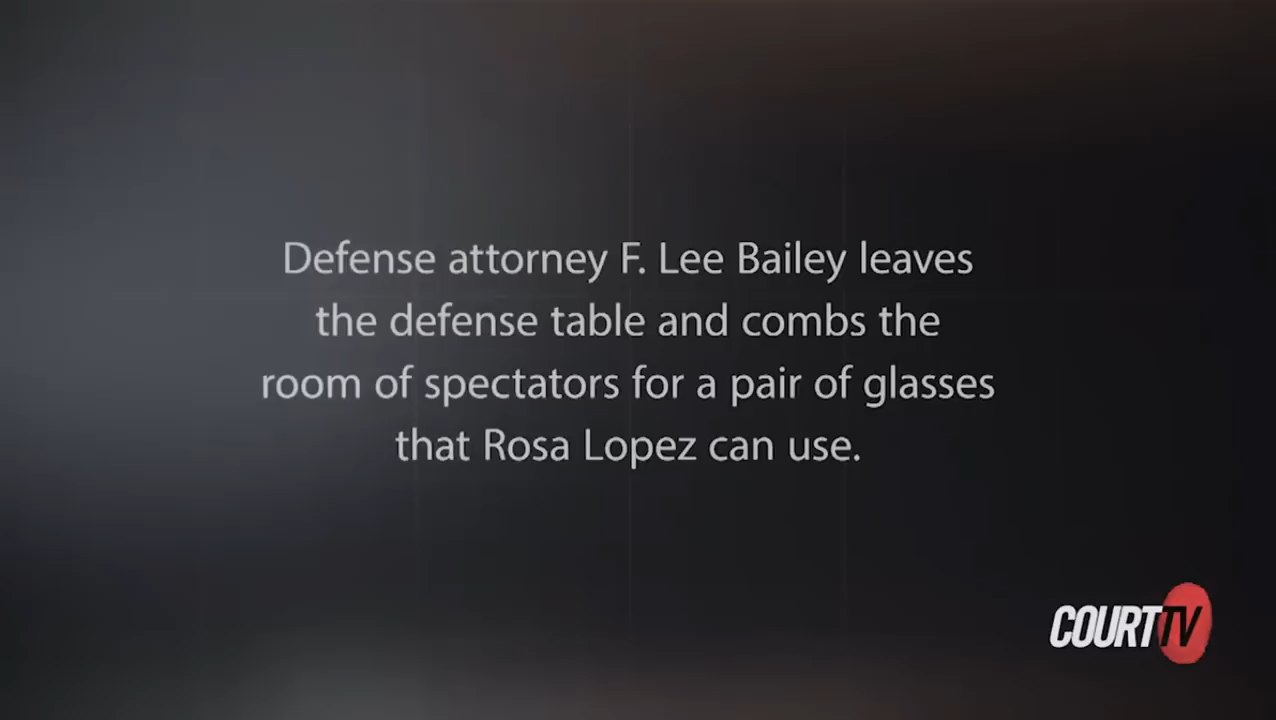 Defense attorney F. Lee Bailey leaves
the defense table and combs the
room of spectators for a pair of glasses
that Rosa Lopez can use.
COURT TV